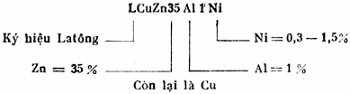 LCuZn35 Al 1 Ni
Ký hiệu Latông
Ni = 0,3 – 1,5%
Zn = 35 %
Al = 1 %
Còn lại là Cu